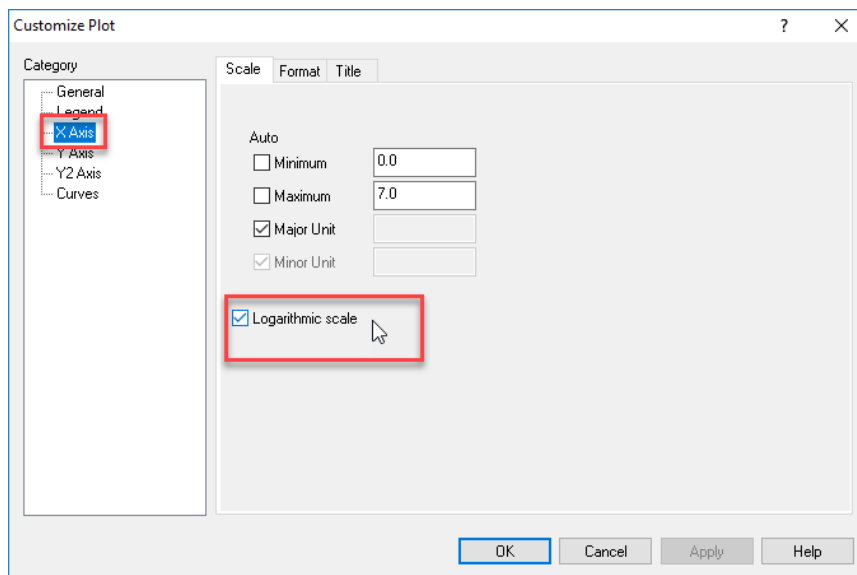 Customize Plot ?
Category
General
Legend
X Axis
Y Axis
Y2 Axis
Curves
Scale Format Title
Auto
Minimum 0.0
Maximum 7.0
Major Unit
Minor Unit
Logarithmic scale
OK Cancel Apply Help